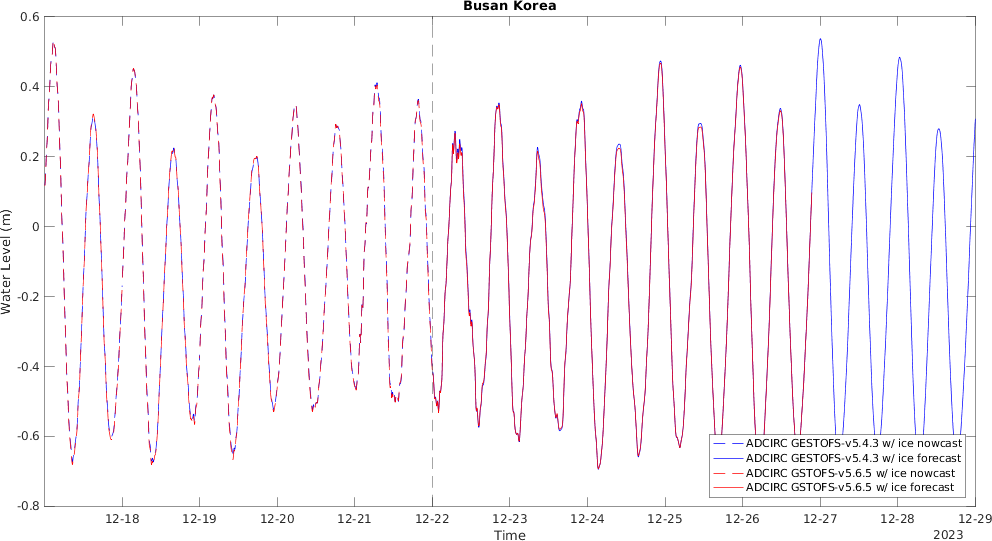 Busan Korea
0.6
0.4
0.2
0
-0.2
-0.4
-0.6
-0.8
Water Level (m)
12-18 12-19 12-20 12-21 12-22 12-23 12-24 12-25 12-26 12-27 12-28 12-29
Time
2023
ADCIRC GESTOFS-v5.4.3 w/ ice nowcast
ADCIRC GESTOFS-v5.4.3 w/ ice forecast
ADCIRC GSTOFS-v5.6.5 w/ ice nowcast
ADCIRC GSTOFS-v5.6.5 w/ ice forecast